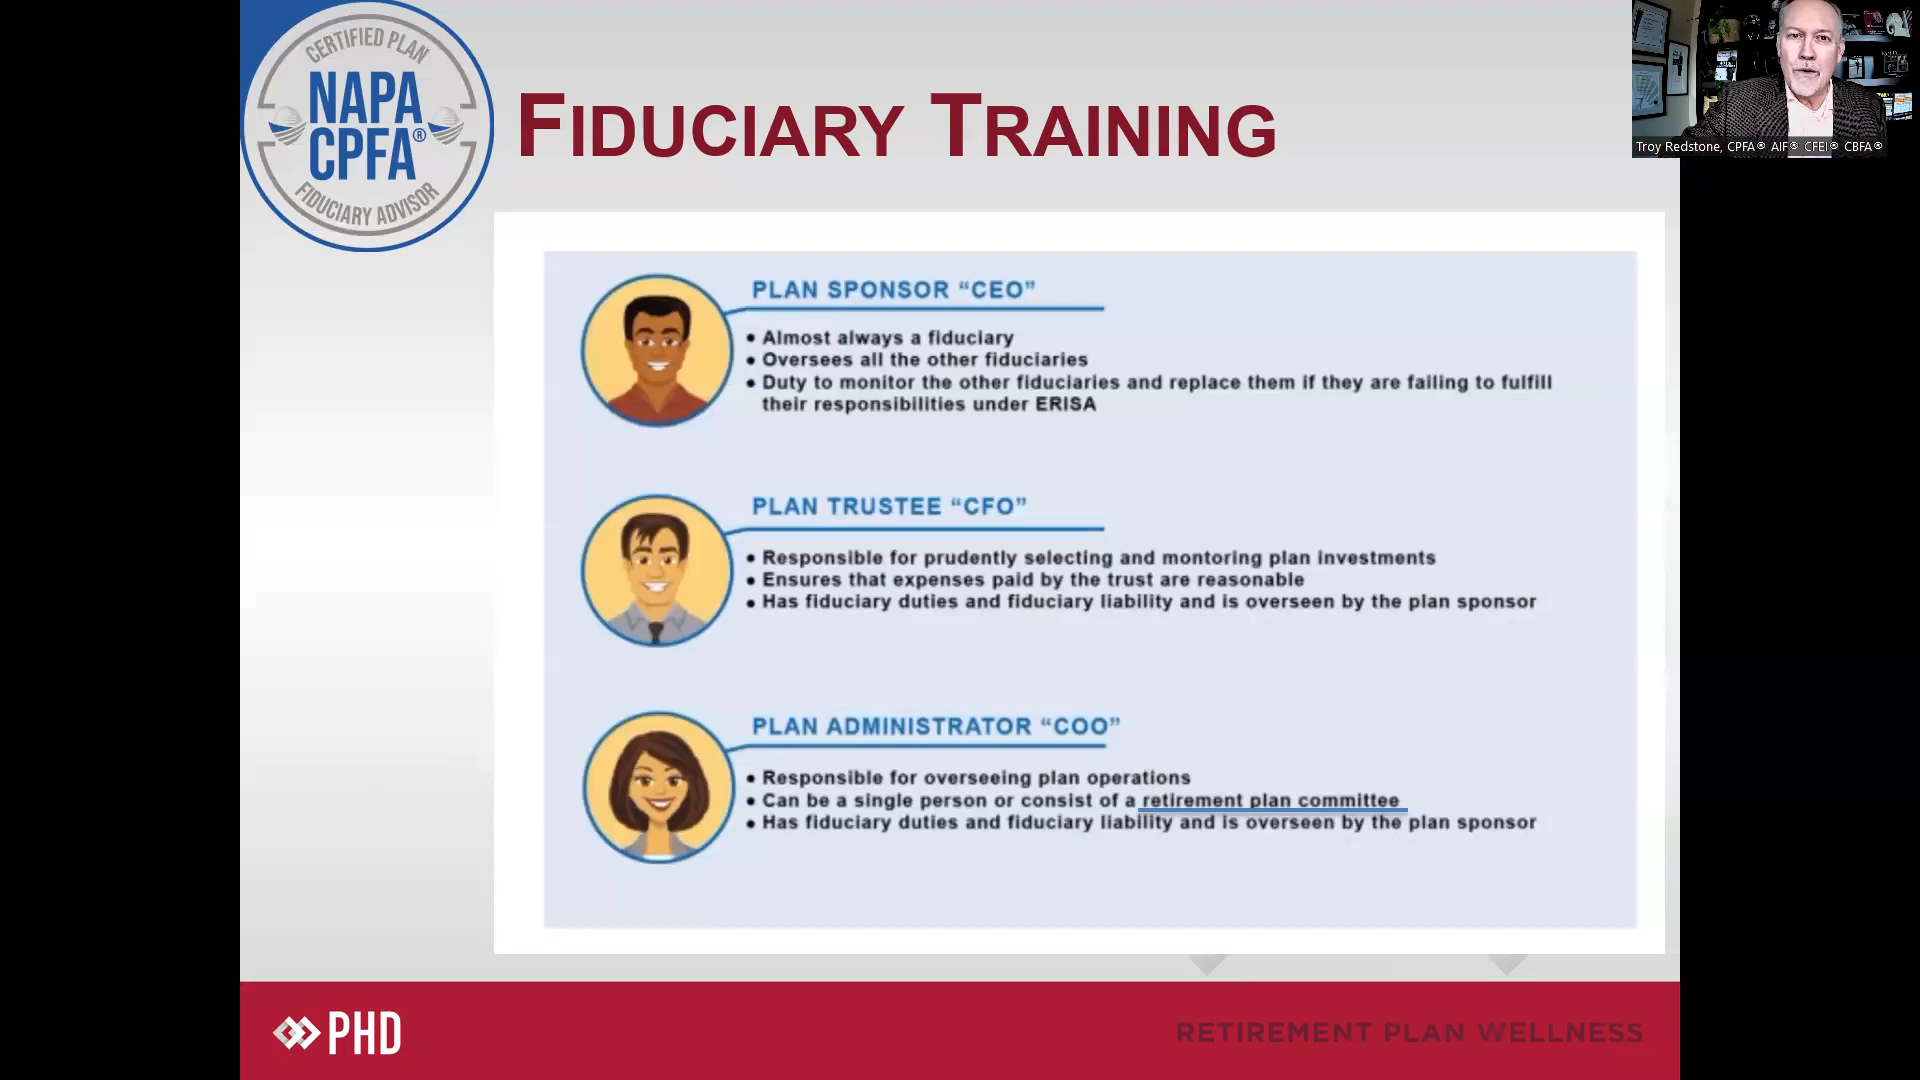 CERTIFIED PLAN
NAPA
CPFA®
FIDUCIARY ADVISOR
FIDUCIARY TRAINING
Troy Redstone, CPFA® AIF® CFEI® CBFA®
PLAN SPONSOR “CEO”
• Almost always a fiduciary
• Oversees all the other fiduciaries
• Duty to monitor the other fiduciaries and replace them if they are failing to fulfill
their responsibilities under ERISA
PLAN TRUSTEE “CFO”
• Responsible for prudently selecting and montoring plan investments
• Ensures that expenses paid by the trust are reasonable
• Has fiduciary duties and fiduciary liability and is overseen by the plan sponsor
PLAN ADMINISTRATOR “COO”
• Responsible for overseeing plan operations
• Can be a single person or consist of a retirement plan committee
• Has fiduciary duties and fiduciary liability and is overseen by the plan sponsor
PHD
RETIREMENT PLAN WELLNESS